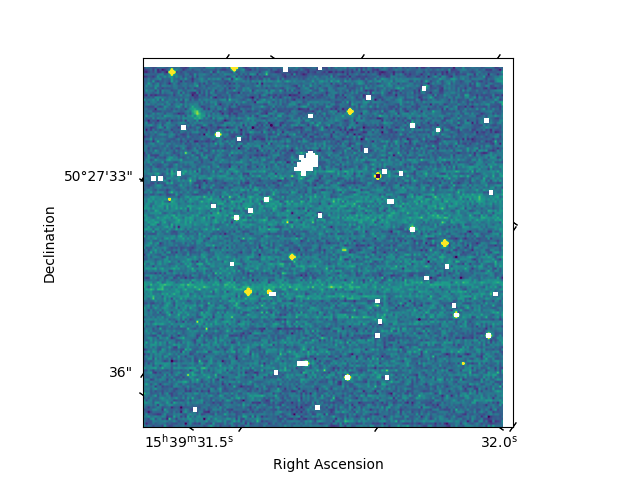 50°27'33"
Declination
36"
15ʰ39ᵐ31.5ˢ
32.0ˢ
Right Ascension